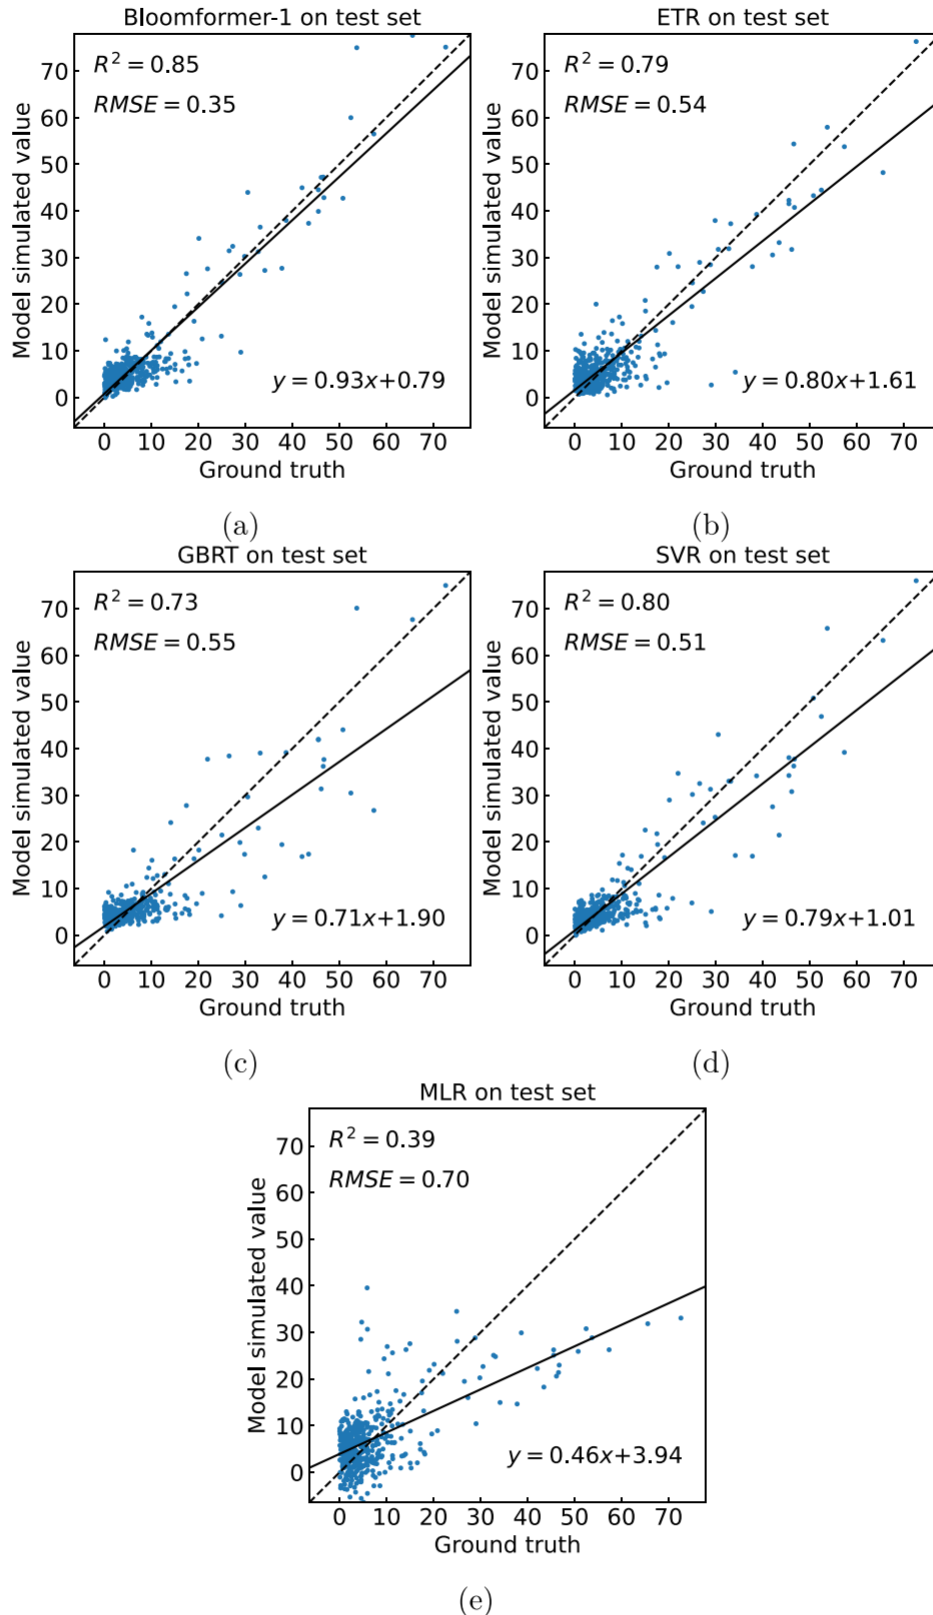 Bloomformer-1 on test set
R² = 0.85
RMSE = 0.35
y = 0.93x+0.79
Model simulated value
70
60
50
40
30
20
10
0
0 10 20 30 40 50 60 70
Ground truth
(a)
ETR on test set
R² = 0.79
RMSE = 0.54
y = 0.80x+1.61
Model simulated value
70
60
50
40
30
20
10
0
0 10 20 30 40 50 60 70
Ground truth
(b)
GBRT on test set
R² = 0.73
RMSE = 0.55
y = 0.71x+1.90
Model simulated value
70
60
50
40
30
20
10
0
0 10 20 30 40 50 60 70
Ground truth
(c)
SVR on test set
R² = 0.80
RMSE = 0.51
y = 0.79x+1.01
Model simulated value
70
60
50
40
30
20
10
0
0 10 20 30 40 50 60 70
Ground truth
(d)
MLR on test set
R² = 0.39
RMSE = 0.70
y = 0.46x+3.94
Model simulated value
70
60
50
40
30
20
10
0
0 10 20 30 40 50 60 70
Ground truth
(e)